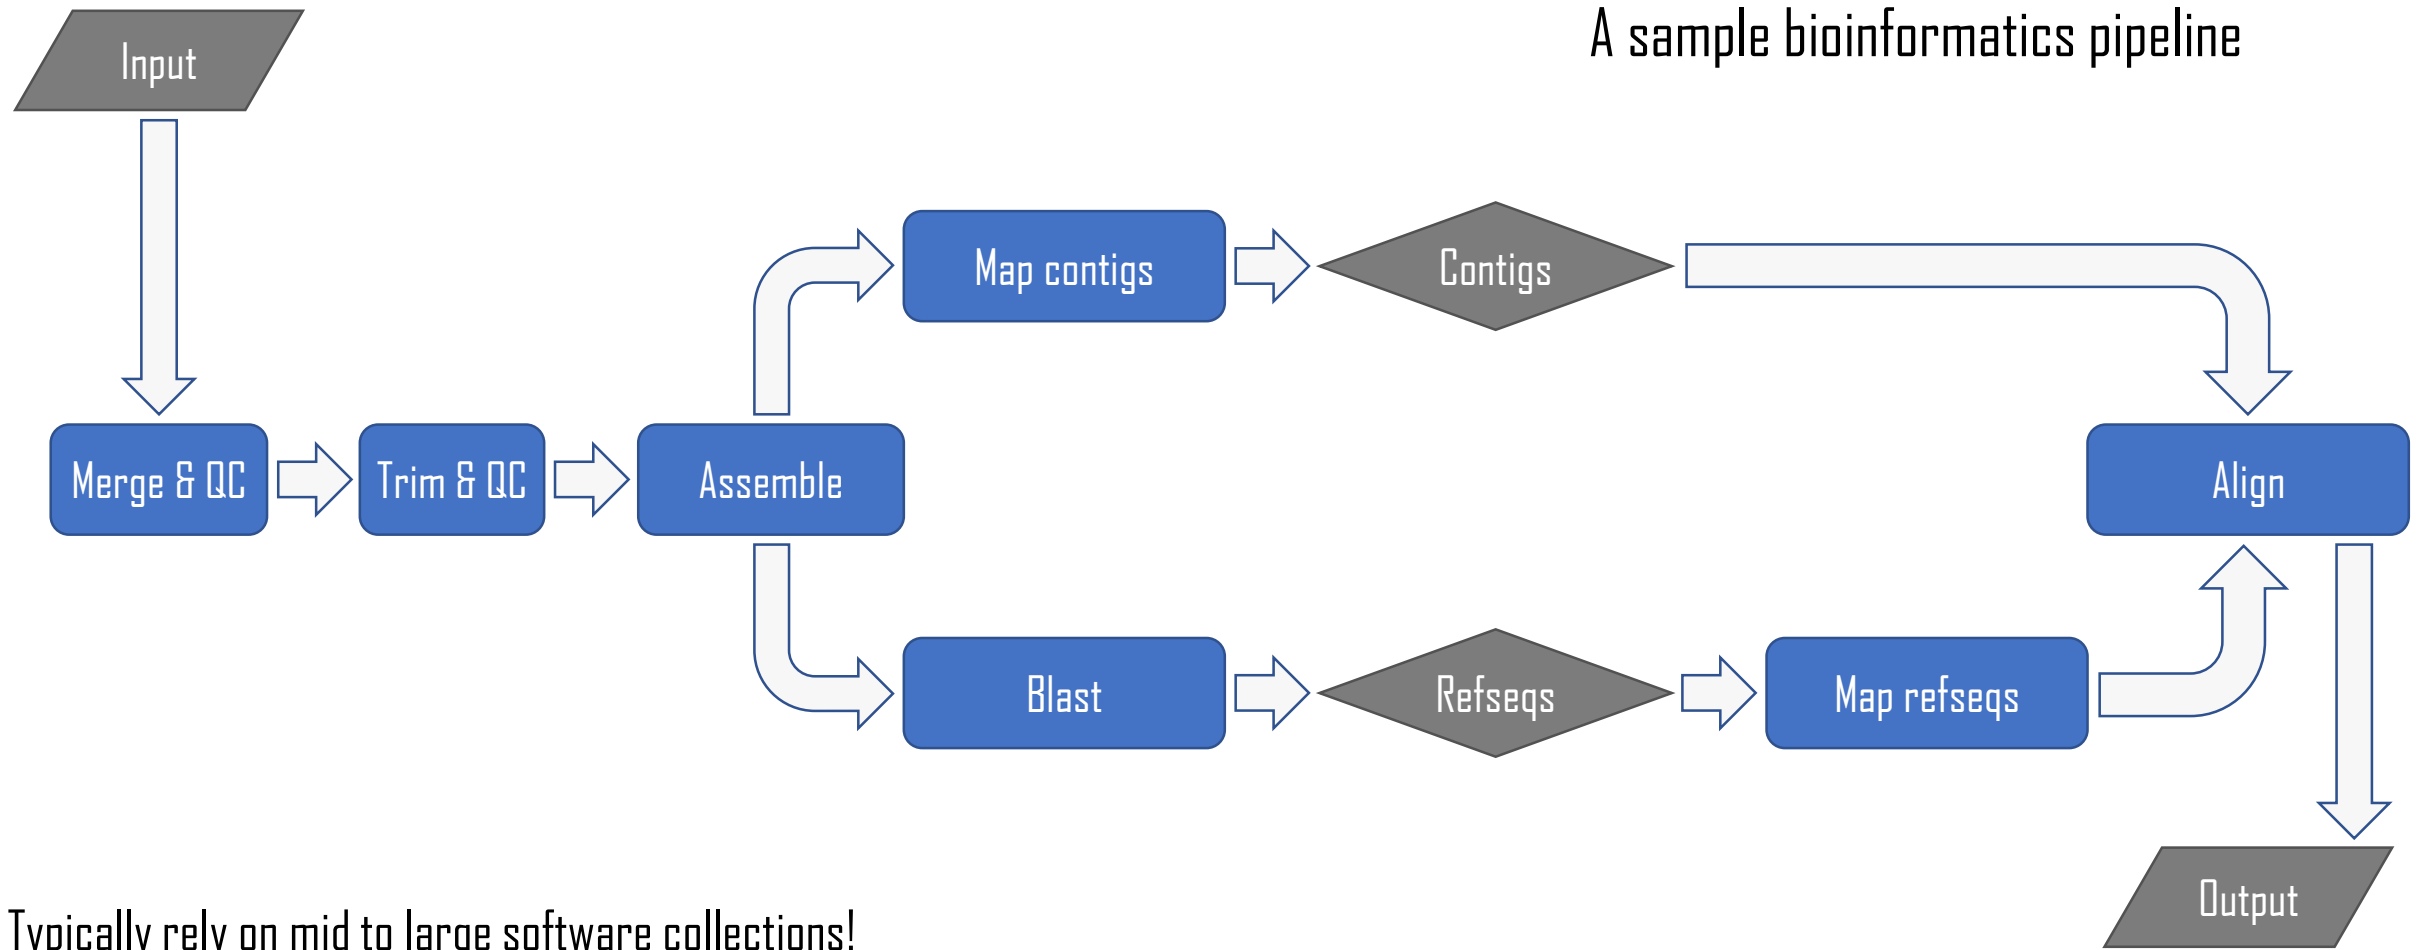 A sample bioinformatics pipeline
Input
Map contigs
Contigs
Merge & QC
Trim & QC
Assemble
Align
Blast
Refseqs
Map refseqs
Output
Typically rely on mid to large software collections!